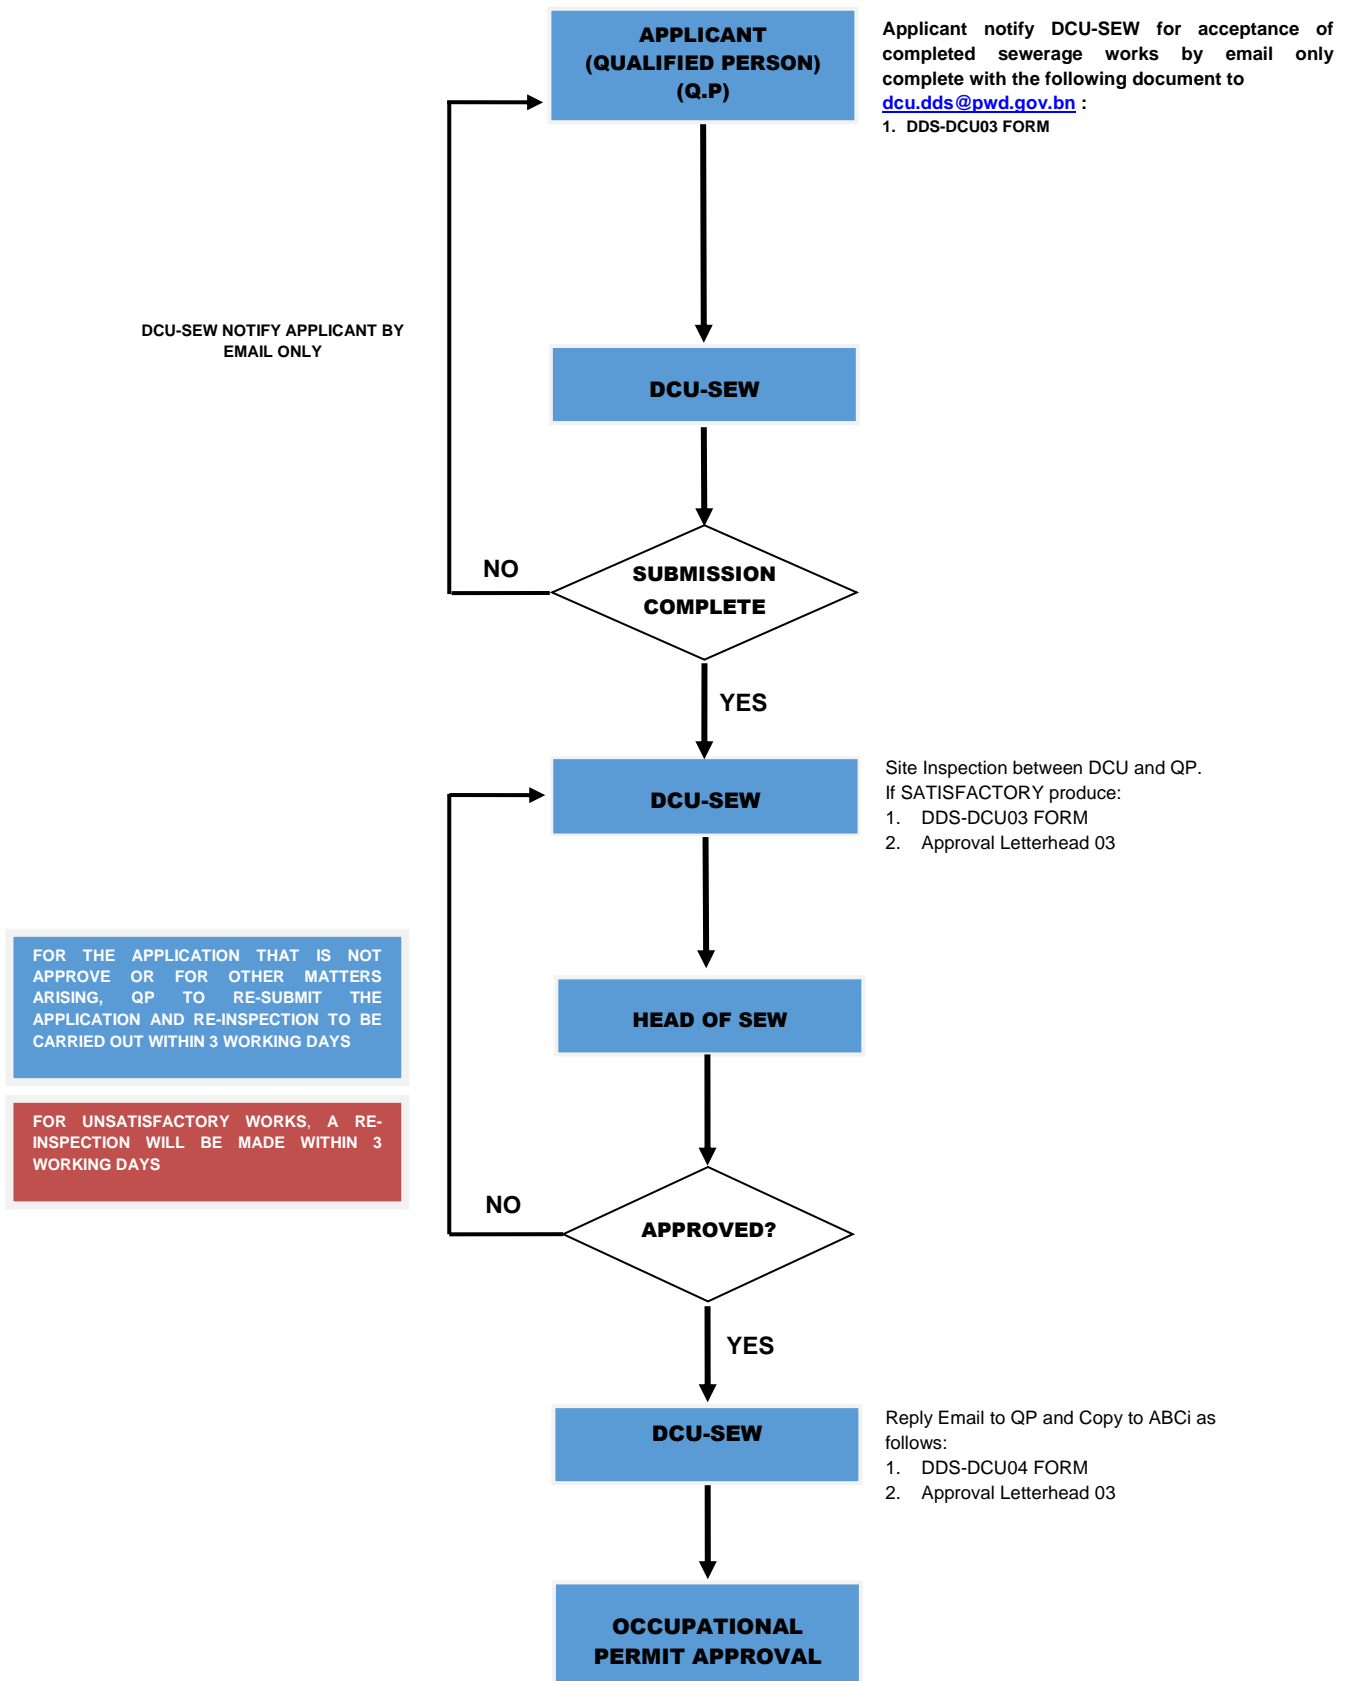 APPLICANT
(QUALIFIED PERSON)
(Q.P)
Applicant notify DCU-SEW for acceptance of
completed sewerage works by email only
complete with the following document to
dcu.dds@pwd.gov.bn :
1. DDS-DCU03 FORM
DCU-SEW NOTIFY APPLICANT BY
EMAIL ONLY
DCU-SEW
NO
SUBMISSION
COMPLETE
YES
DCU-SEW
Site Inspection between DCU and QP.
If SATISFACTORY produce:
1. DDS-DCU03 FORM
2. Approval Letterhead 03
FOR THE APPLICATION THAT IS NOT
APPROVE OR FOR OTHER MATTERS
ARISING, QP TO RE-SUBMIT THE
APPLICATION AND RE-INSPECTION TO BE
CARRIED OUT WITHIN 3 WORKING DAYS
HEAD OF SEW
FOR UNSATISFACTORY WORKS, A RE-
INSPECTION WILL BE MADE WITHIN 3
WORKING DAYS
NO
APPROVED?
YES
DCU-SEW
Reply Email to QP and Copy to ABCi as
follows:
1. DDS-DCU04 FORM
2. Approval Letterhead 03
OCCUPATIONAL
PERMIT APPROVAL